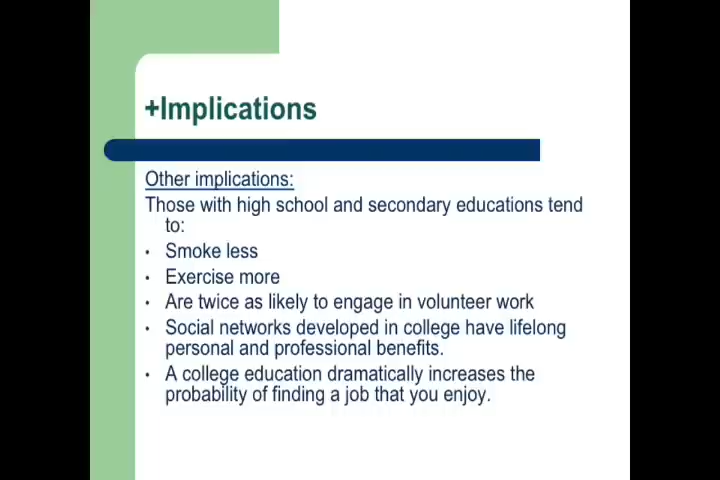 +Implications
Other implications:
Those with high school and secondary educations tend
to:
• Smoke less
• Exercise more
• Are twice as likely to engage in volunteer work
• Social networks developed in college have lifelong
personal and professional benefits.
• A college education dramatically increases the
probability of finding a job that you enjoy.